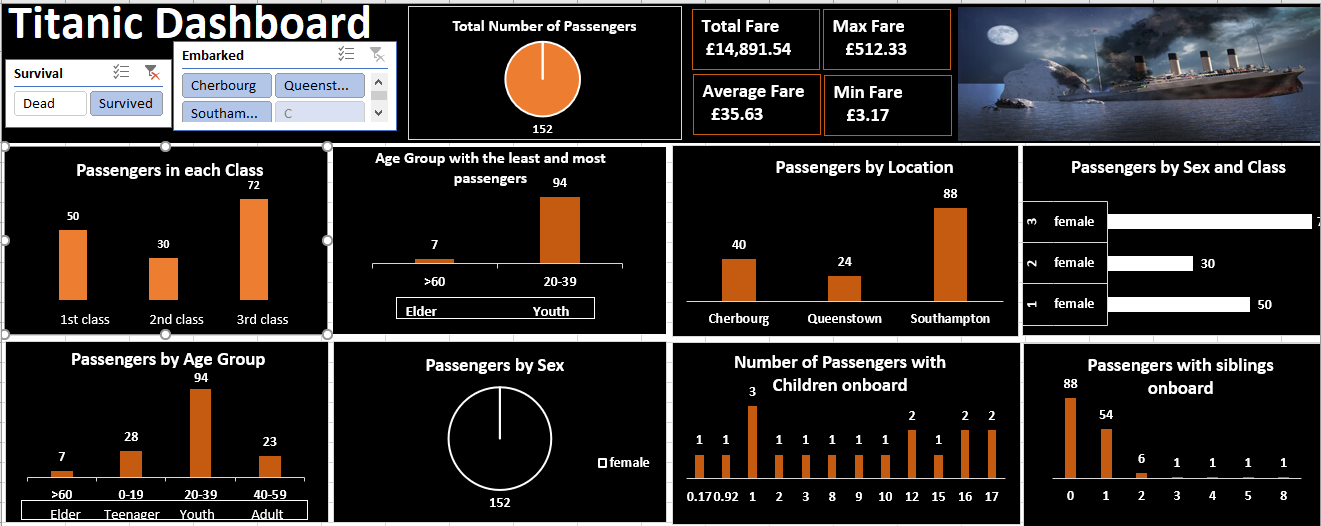 Titanic Dashboard
Survival
Dead
Survived
Embarked
Cherbourg
Queenst...
Southam...
C
Total Number of Passengers
152
Total Fare
£14,891.54
Max Fare
£512.33
Average Fare
£35.63
Min Fare
£3.17
Passengers in each Class
72
50
30
1st class
2nd class
3rd class
Age Group with the least and most
passengers
94
7
>60
20-39
Elder
Youth
Passengers by Location
88
40
24
Cherbourg
Queenstown
Southampton
Passengers by Sex and Class
3
female
2
female
30
1
female
50
Passengers by Age Group
94
7
28
23
>60
0-19
20-39
40-59
Elder
Teenager
Youth
Adult
Passengers by Sex
female
152
Number of Passengers with
Children onboard
1 1 3 1 1 1 1 1 2 1 2 2
0.17 0.92 1 2 3 8 9 10 12 15 16 17
Passengers with siblings
onboard
88 54 6 1 1 1 1
0 1 2 3 4 5 8